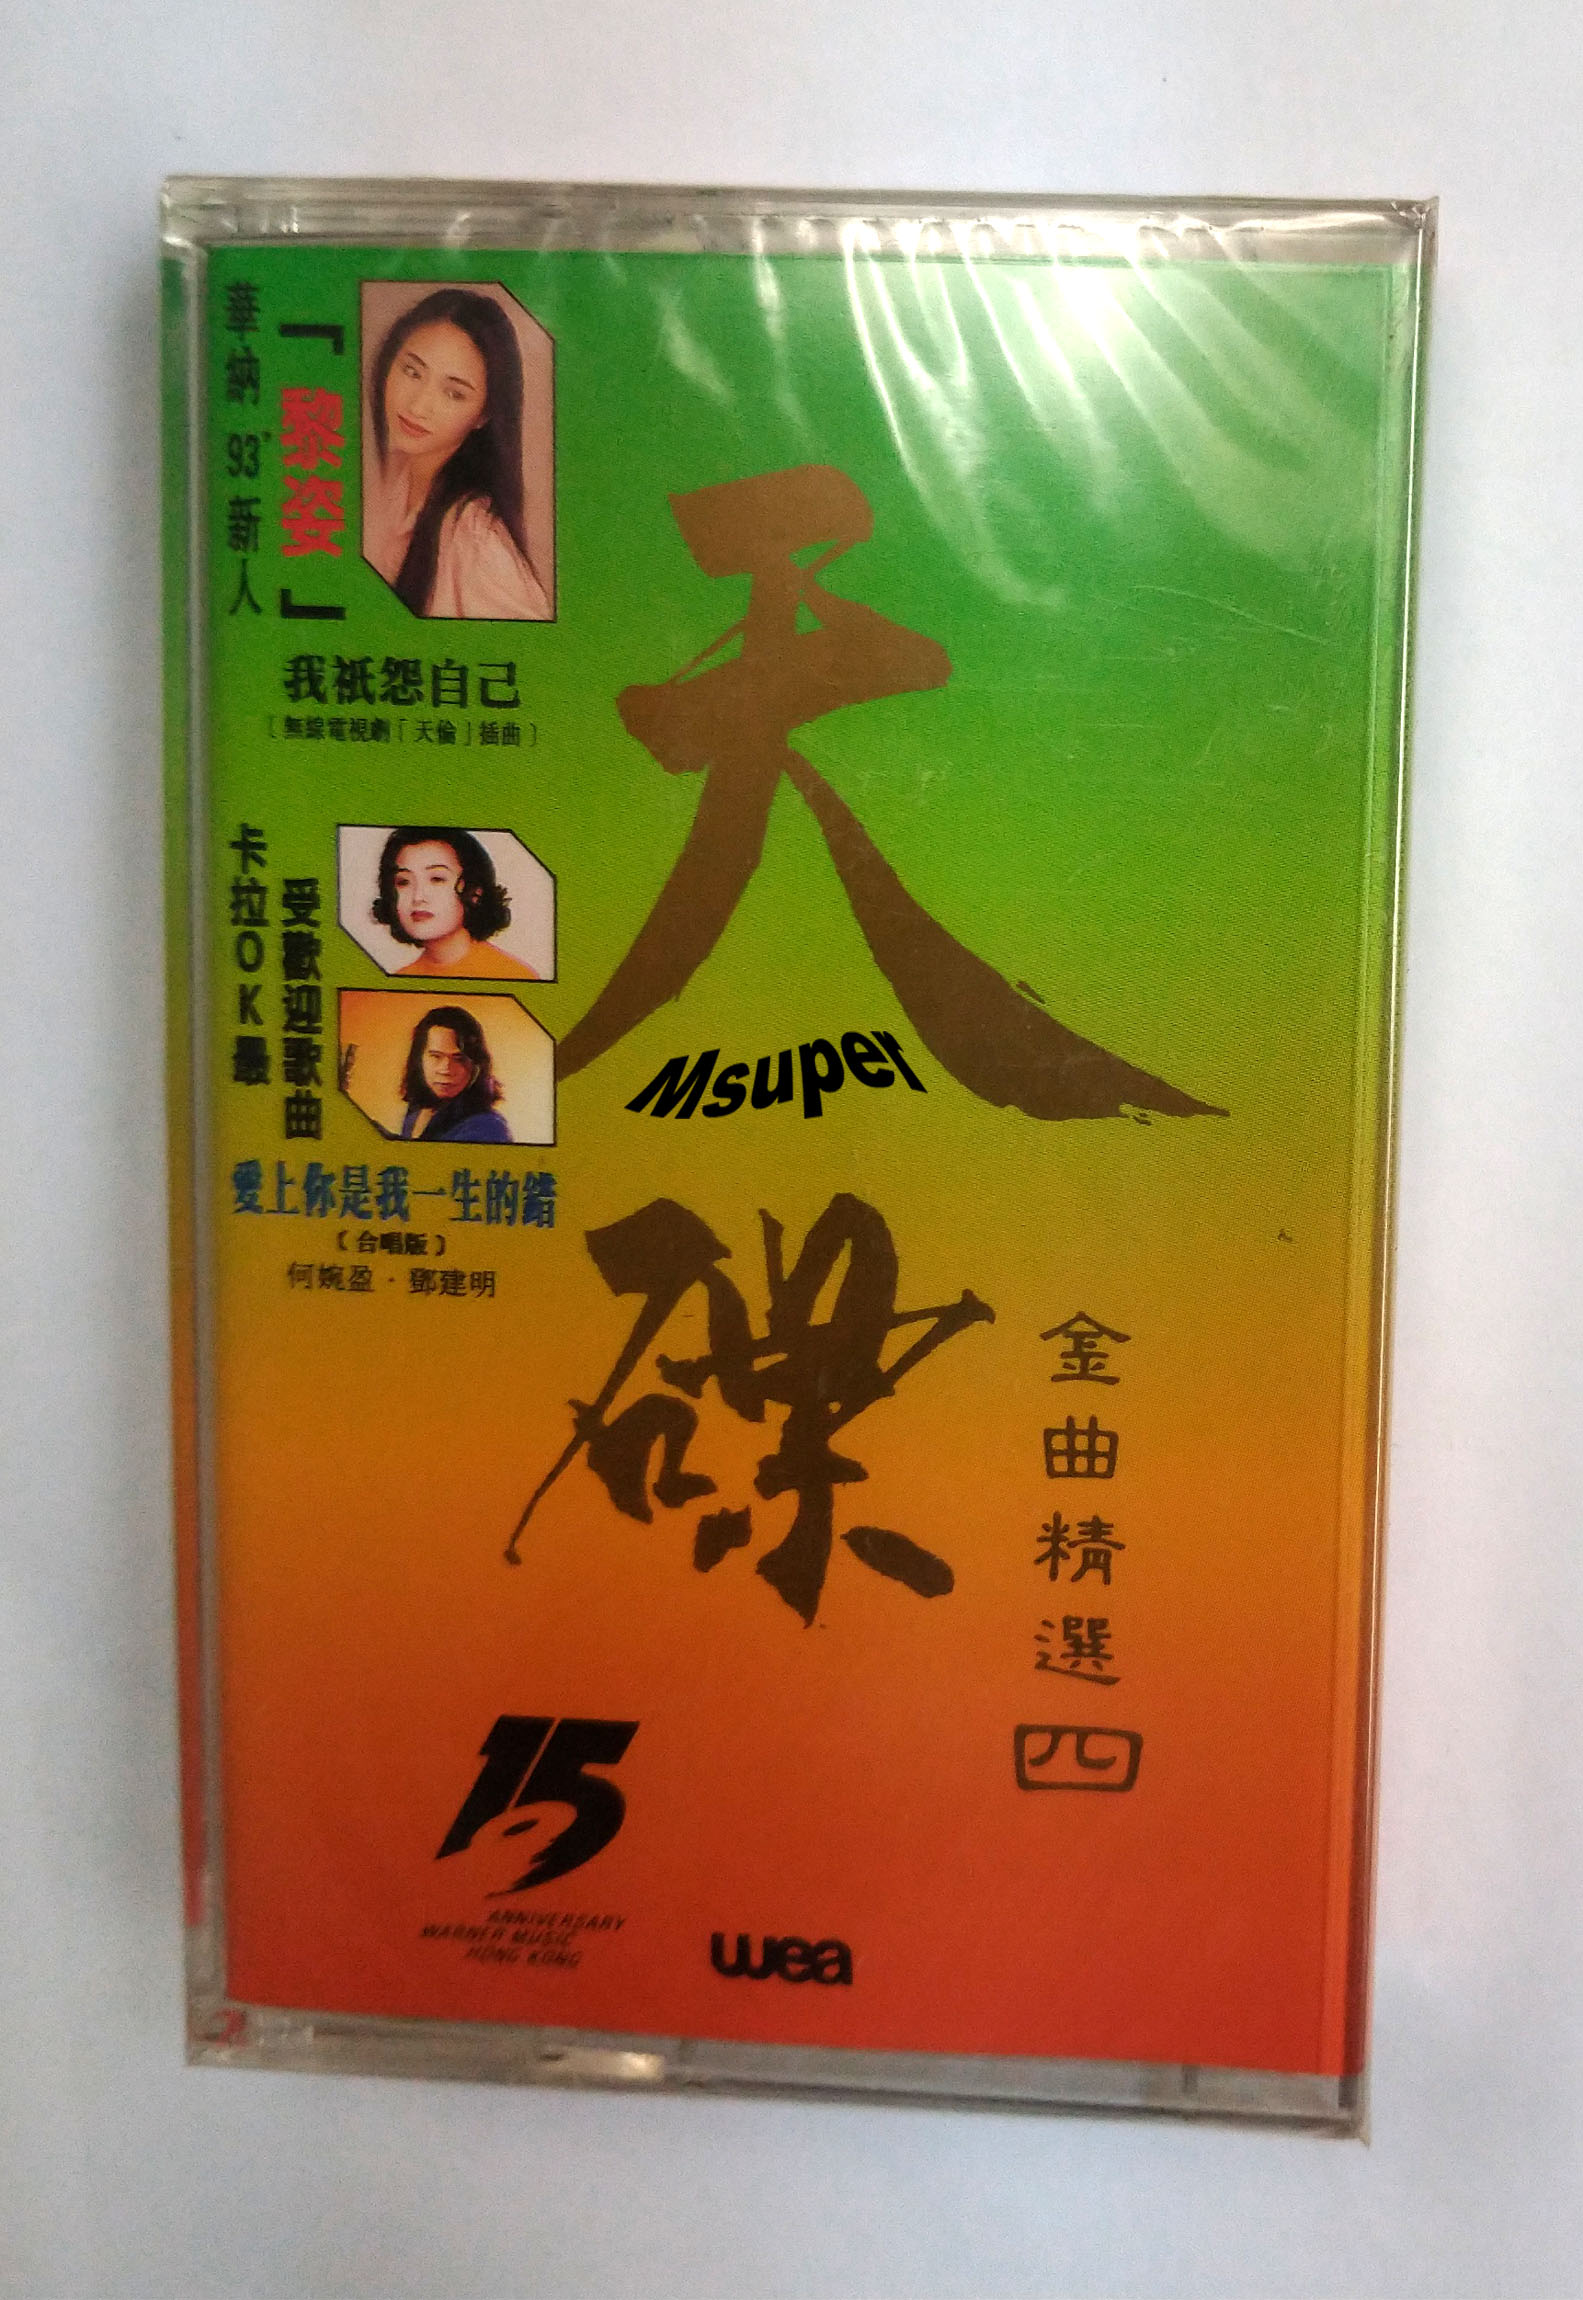 華納 93'新人
「黎姿」
我祇怨自己
〔無線電視劇「天倫」插曲〕
卡拉OK最
受歡迎歌曲
愛上你是我一生的錯
〔合唱版〕
何婉盈·鄧建明
天碟
Msuper
金曲精選四
15
ANNIVERSARY
WARNER MUSIC
HONG KONG
wea